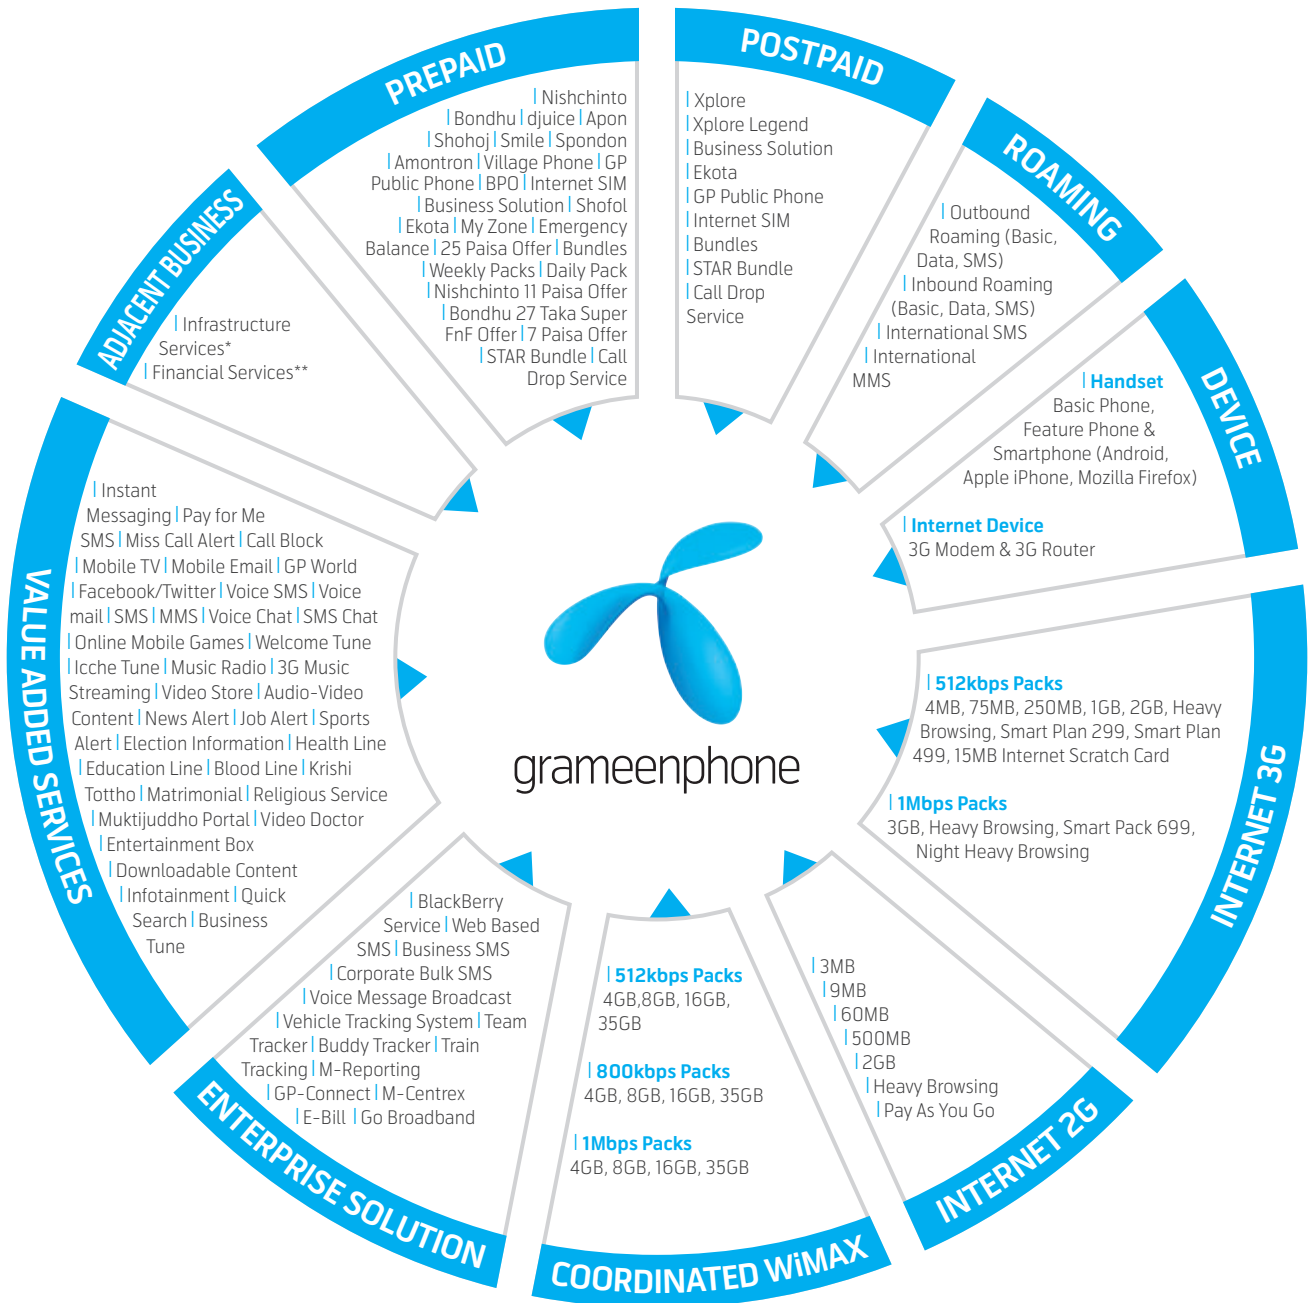 PREPAID
| Nishchinto
| Bondhu | djuice | Apon
| Shohoj | Smile | Spondon
| Amontron | Village Phone | GP
Public Phone | BPO | Internet SIM
| Business Solution | Shofol
| Ekota | My Zone | Emergency
Balance | 25 Paisa Offer | Bundles
| Weekly Packs | Daily Pack
| Nishchinto 11 Paisa Offer
| Bondhu 27 Taka Super
FnF Offer | 7 Paisa Offer
| STAR Bundle | Call
Drop Service
POSTPAID
| Xplore
| Xplore Legend
| Business Solution
| Ekota
| GP Public Phone
| Internet SIM
| Bundles
| STAR Bundle
| Call Drop
Service
ROAMING
| Outbound
Roaming (Basic,
Data, SMS)
| Inbound Roaming
(Basic, Data, SMS)
| International SMS
| International
MMS
DEVICE
| Handset
Basic Phone,
Feature Phone &
Smartphone (Android,
Apple iPhone, Mozilla Firefox)
| Internet Device
3G Modem & 3G Router
INTERNET 3G
| 512kbps Packs
4MB, 75MB, 250MB, 1GB, 2GB, Heavy
Browsing, Smart Plan 299, Smart Plan
499, 15MB Internet Scratch Card
| 1Mbps Packs
3GB, Heavy Browsing, Smart Pack 699,
Night Heavy Browsing
INTERNET 2G
| 3MB
| 9MB
| 60MB
| 500MB
| 2GB
| Heavy Browsing
| Pay As You Go
COORDINATED WiMAX
| 512kbps Packs
4GB,8GB, 16GB,
35GB
| 800kbps Packs
4GB, 8GB, 16GB, 35GB
| 1Mbps Packs
4GB, 8GB, 16GB, 35GB
ENTERPRISE SOLUTION
| BlackBerry
Service | Web Based
SMS | Business SMS
| Corporate Bulk SMS
| Voice Message Broadcast
| Vehicle Tracking System | Team
Tracker | Buddy Tracker | Train
Tracking | M-Reporting
| GP-Connect | M-Centrex
| E-Bill | Go Broadband
VALUE ADDED SERVICES
| Instant
Messaging | Pay for Me
SMS | Miss Call Alert | Call Block
| Mobile TV | Mobile Email | GP World
| Facebook/Twitter | Voice SMS | Voice
mail | SMS | MMS | Voice Chat | SMS Chat
| Online Mobile Games | Welcome Tune
| Icche Tune | Music Radio | 3G Music
Streaming | Video Store | Audio-Video
Content | News Alert | Job Alert | Sports
Alert | Election Information | Health Line
| Education Line | Blood Line | Krishi
Tottho | Matrimonial | Religious Service
| Muktijuddho Portal | Video Doctor
| Entertainment Box
| Downloadable Content
| Infotainment | Quick
Search | Business
Tune
ADJACENT BUSINESS
| Infrastructure
Services*
| Financial Services**
grameenphone